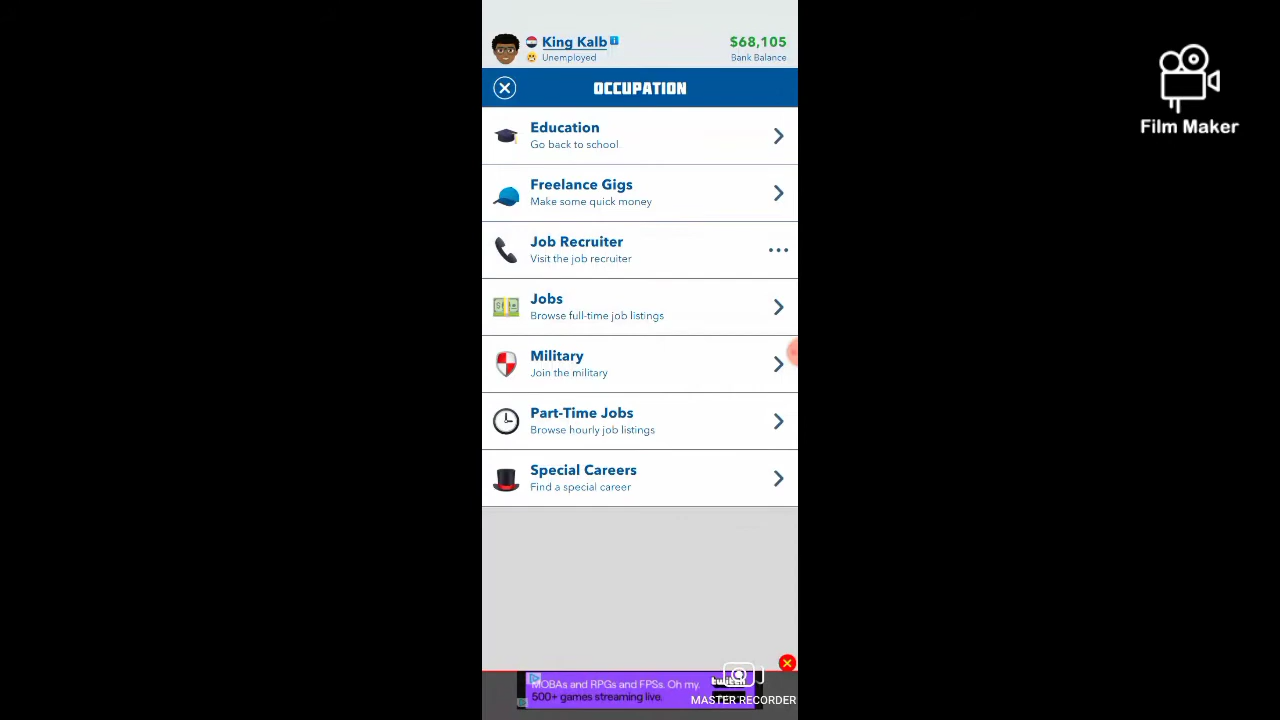 King Kalb
Unemployed
$68,105
Bank Balance
OCCUPATION
Education
Go back to school
Freelance Gigs
Make some quick money
Job Recruiter
Visit the job recruiter
Jobs
Browse full-time job listings
Military
Join the military
Part-Time Jobs
Browse hourly job listings
Special Careers
Find a special career
MOBAs and RPGs and FPSs. Oh my.
500+ games streaming live.
twitch
MASTER RECORDER
Film Maker